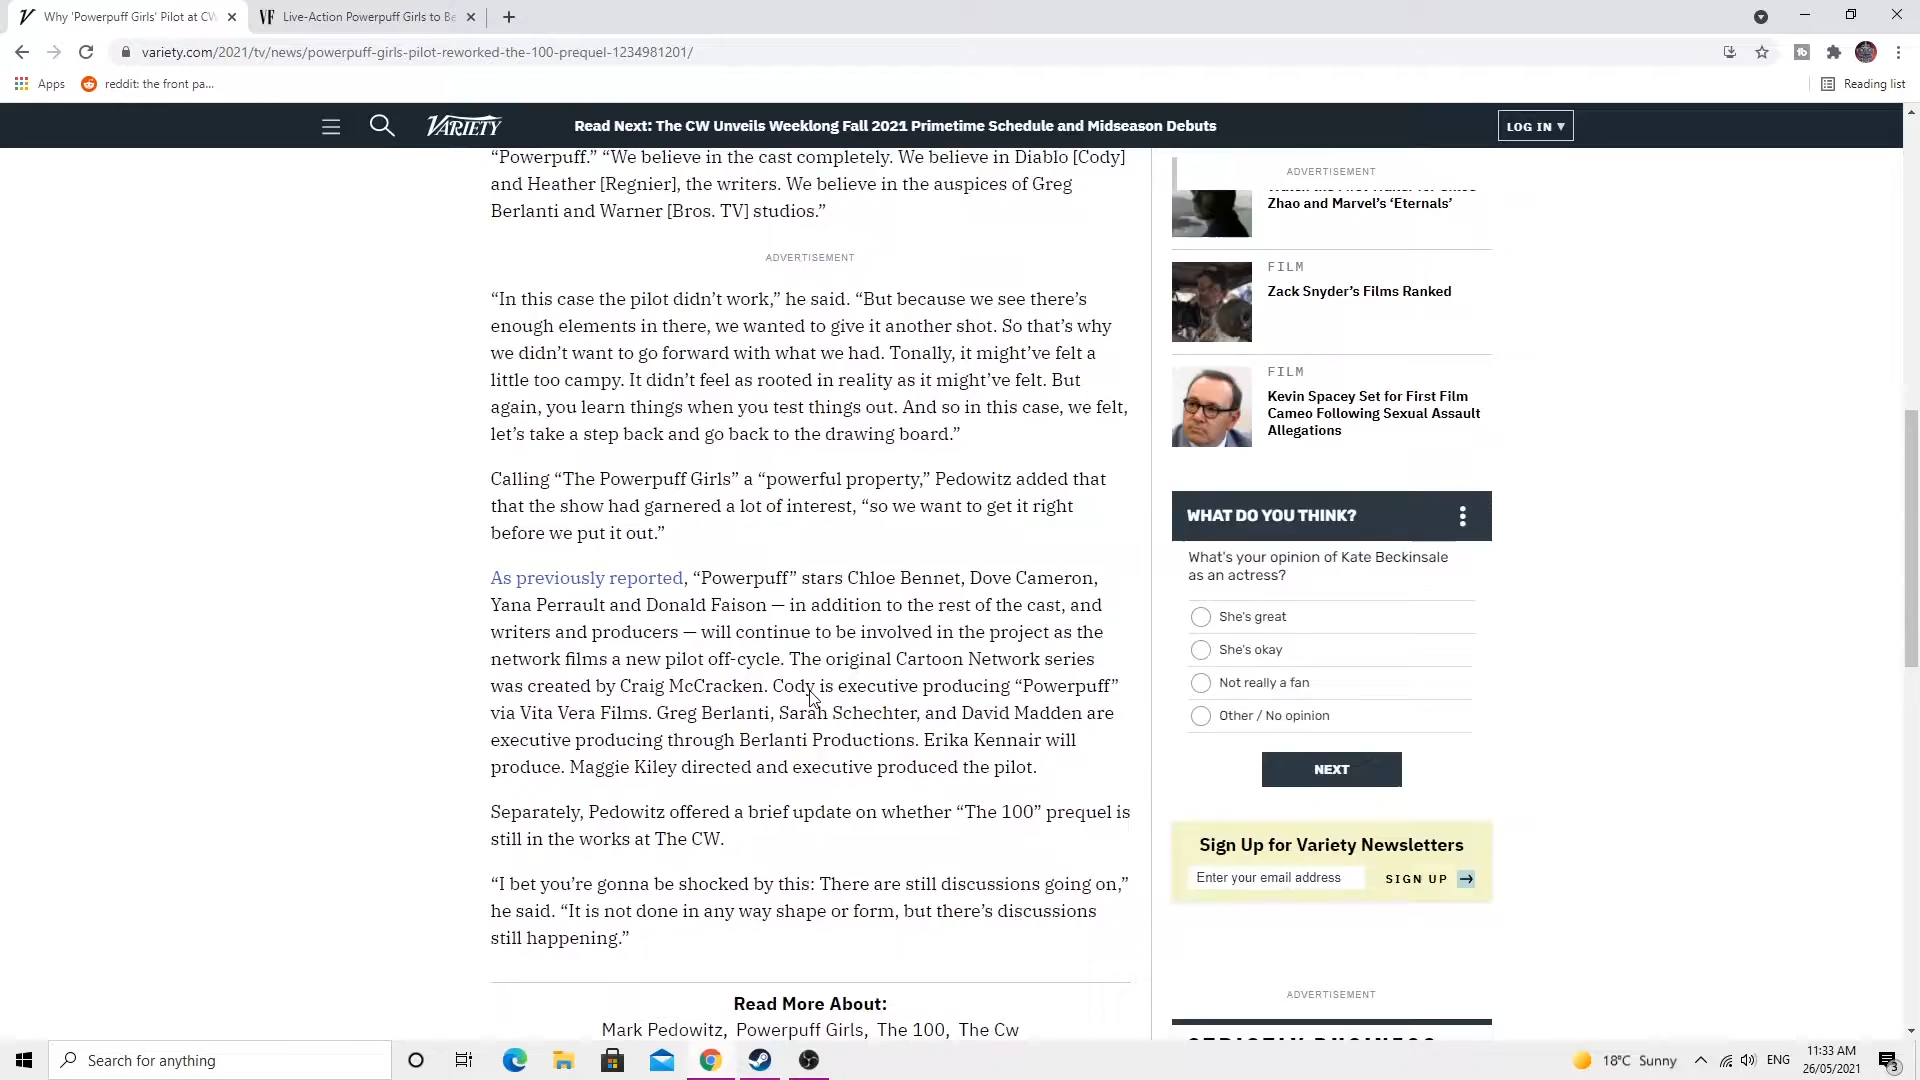 Why 'Powerpuff Girls' Pilot at CW
Live-Action Powerpuff Girls to Be
variety.com/2021/tv/news/powerpuff-girls-pilot-reworked-the-100-prequel-1234981201/
Apps
reddit: the front pa...
Reading list
VARIETY
Read Next: The CW Unveils Weeklong Fall 2021 Primetime Schedule and Midseason Debuts
LOG IN ▾
“Powerpuff.” “We believe in the cast completely. We believe in Diablo [Cody]
and Heather [Regnier], the writers. We believe in the auspices of Greg
Berlanti and Warner [Bros. TV] studios.”
ADVERTISEMENT
“In this case the pilot didn’t work,” he said. “But because we see there’s
enough elements in there, we wanted to give it another shot. So that’s why
we didn’t want to go forward with what we had. Tonally, it might’ve felt a
little too campy. It didn’t feel as rooted in reality as it might’ve felt. But
again, you learn things when you test things out. And so in this case, we felt,
let’s take a step back and go back to the drawing board.”
Calling “The Powerpuff Girls” a “powerful property,” Pedowitz added that
that the show had garnered a lot of interest, “so we want to get it right
before we put it out.”
As previously reported, “Powerpuff” stars Chloe Bennet, Dove Cameron,
Yana Perrault and Donald Faison — in addition to the rest of the cast, and
writers and producers — will continue to be involved in the project as the
network films a new pilot off-cycle. The original Cartoon Network series
was created by Craig McCracken. Cody is executive producing “Powerpuff”
via Vita Vera Films. Greg Berlanti, Sarah Schechter, and David Madden are
executive producing through Berlanti Productions. Erika Kennair will
produce. Maggie Kiley directed and executive produced the pilot.
Separately, Pedowitz offered a brief update on whether “The 100” prequel is
still in the works at The CW.
“I bet you’re gonna be shocked by this: There are still discussions going on,”
he said. “It is not done in any way shape or form, but there’s discussions
still happening.”
Read More About:
Mark Pedowitz, Powerpuff Girls, The 100, The Cw
ADVERTISEMENT
Zhao and Marvel’s ‘Eternals’
FILM
Zack Snyder’s Films Ranked
FILM
Kevin Spacey Set for First Film
Cameo Following Sexual Assault
Allegations
WHAT DO YOU THINK?
What's your opinion of Kate Beckinsale
as an actress?
She's great
She's okay
Not really a fan
Other / No opinion
NEXT
Sign Up for Variety Newsletters
Enter your email address
SIGN UP →
ADVERTISEMENT
Search for anything
18°C Sunny
ENG
11:33 AM
26/05/2021
3